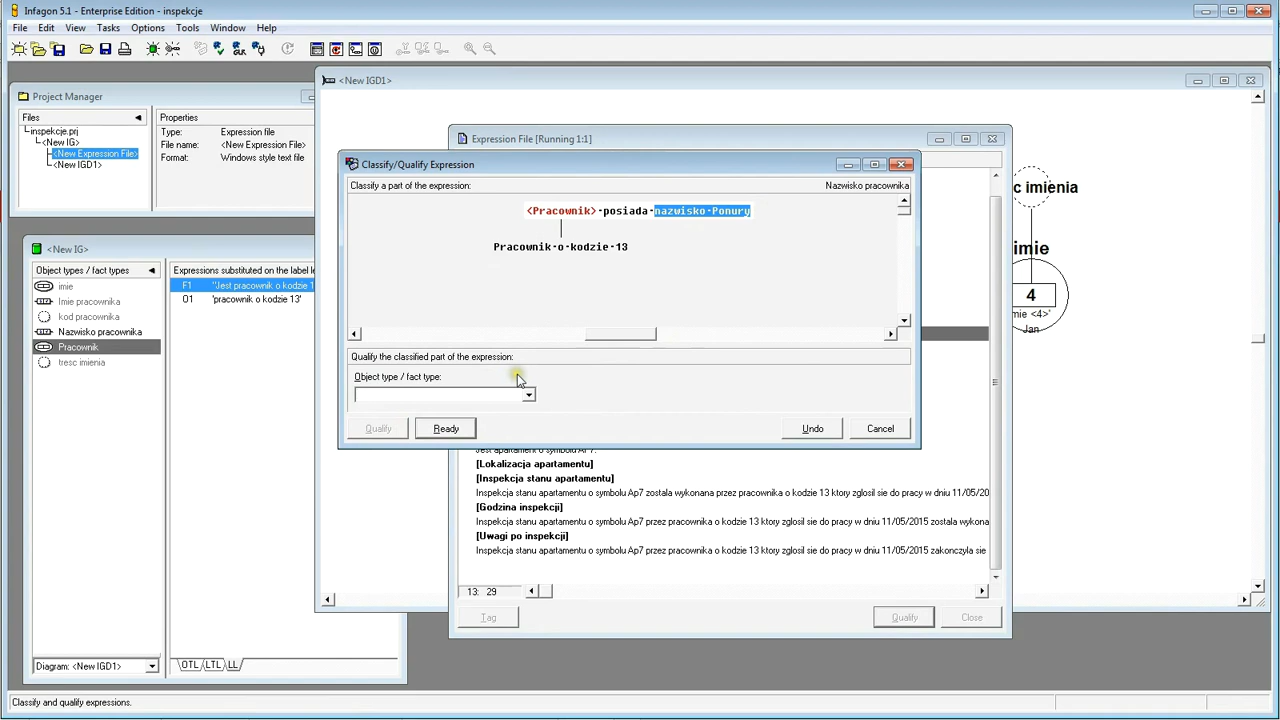 Infagon 5.1 - Enterprise Edition - inspekcje
File Edit View Tasks Options Tools Window Help
Project Manager
Files
Properties
inspekcje.prj
<New IG>
<New Expression File>
<New IGD1>
Type: Expression file
File name: <New Expression File>
Format: Windows style text file
<New IG>
Object types / fact types
imie
Imie pracownika
kod pracownika
Nazwisko pracownika
Pracownik
tresc imienia
Expressions substituted on the label le
F1 "Jest pracownik o kodzie 1
O1 'pracownik o kodzie 13'
Diagram: <New IGD1>
OTL LTL LL
<New IGD1>
c imienia
imie
4
mie <4>'
Jan
Expression File [Running 1:1]
Classify/Qualify Expression
Classify a part of the expression: Nazwisko pracownika
<Pracownik>·posiada·nazwisko·Ponury
Pracownik·o·kodzie·13
Qualify the classified part of the expression:
Object type / fact type:
Qualify Ready Undo Cancel
Jest apartament o symbolu Ap7.
[Lokalizacja apartamentu]
[Inspekcja stanu apartamentu]
Inspekcja stanu apartamentu o symbolu Ap7 zostala wykonana przez pracownika o kodzie 13 ktory zglosil sie do pracy w dniu 11/05/20
[Godzina inspekcji]
Inspekcja stanu apartamentu o symbolu Ap7 przez pracownika o kodzie 13 ktory zglosil sie do pracy w dniu 11/05/2015 zostala wykona
[Uwagi po inspekcji]
Inspekcja stanu apartamentu o symbolu Ap7 przez pracownika o kodzie 13 ktory zglosil sie do pracy w dniu 11/05/2015 zakonczyla sie
13: 29
Tag Qualify Close
Classify and qualify expressions.